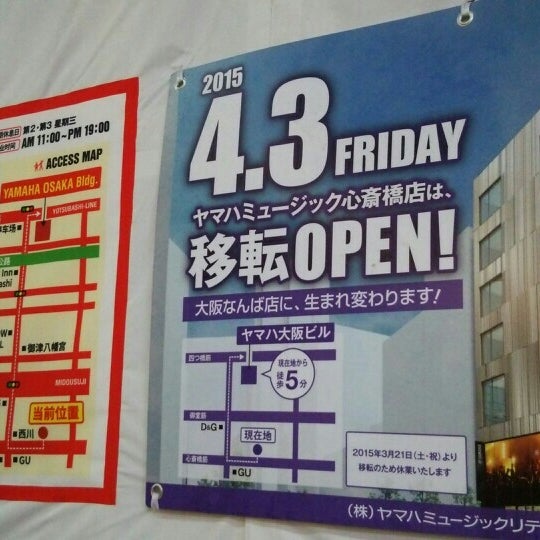 第2・第3 星期三
AM 11:00~PM 19:00
ACCESS MAP
YAMAHA OSAKA Bldg.
YOTSUBASHI-LINE
御津八幡宮
MIDOUSUJI
当前位置
西川
GU
2015
4.3 FRIDAY
ヤマハミュージック心斎橋店は、
移転OPEN!
大阪なんば店に、生まれ変わります!
ヤマハ大阪ビル
四つ橋筋
現在地から
徒歩5分
御堂筋
D&G
現在地
心斎橋筋
GU
2015年3月21日(土・祝)より
移転のため休業いたします
(株)ヤマハミュージックリテ